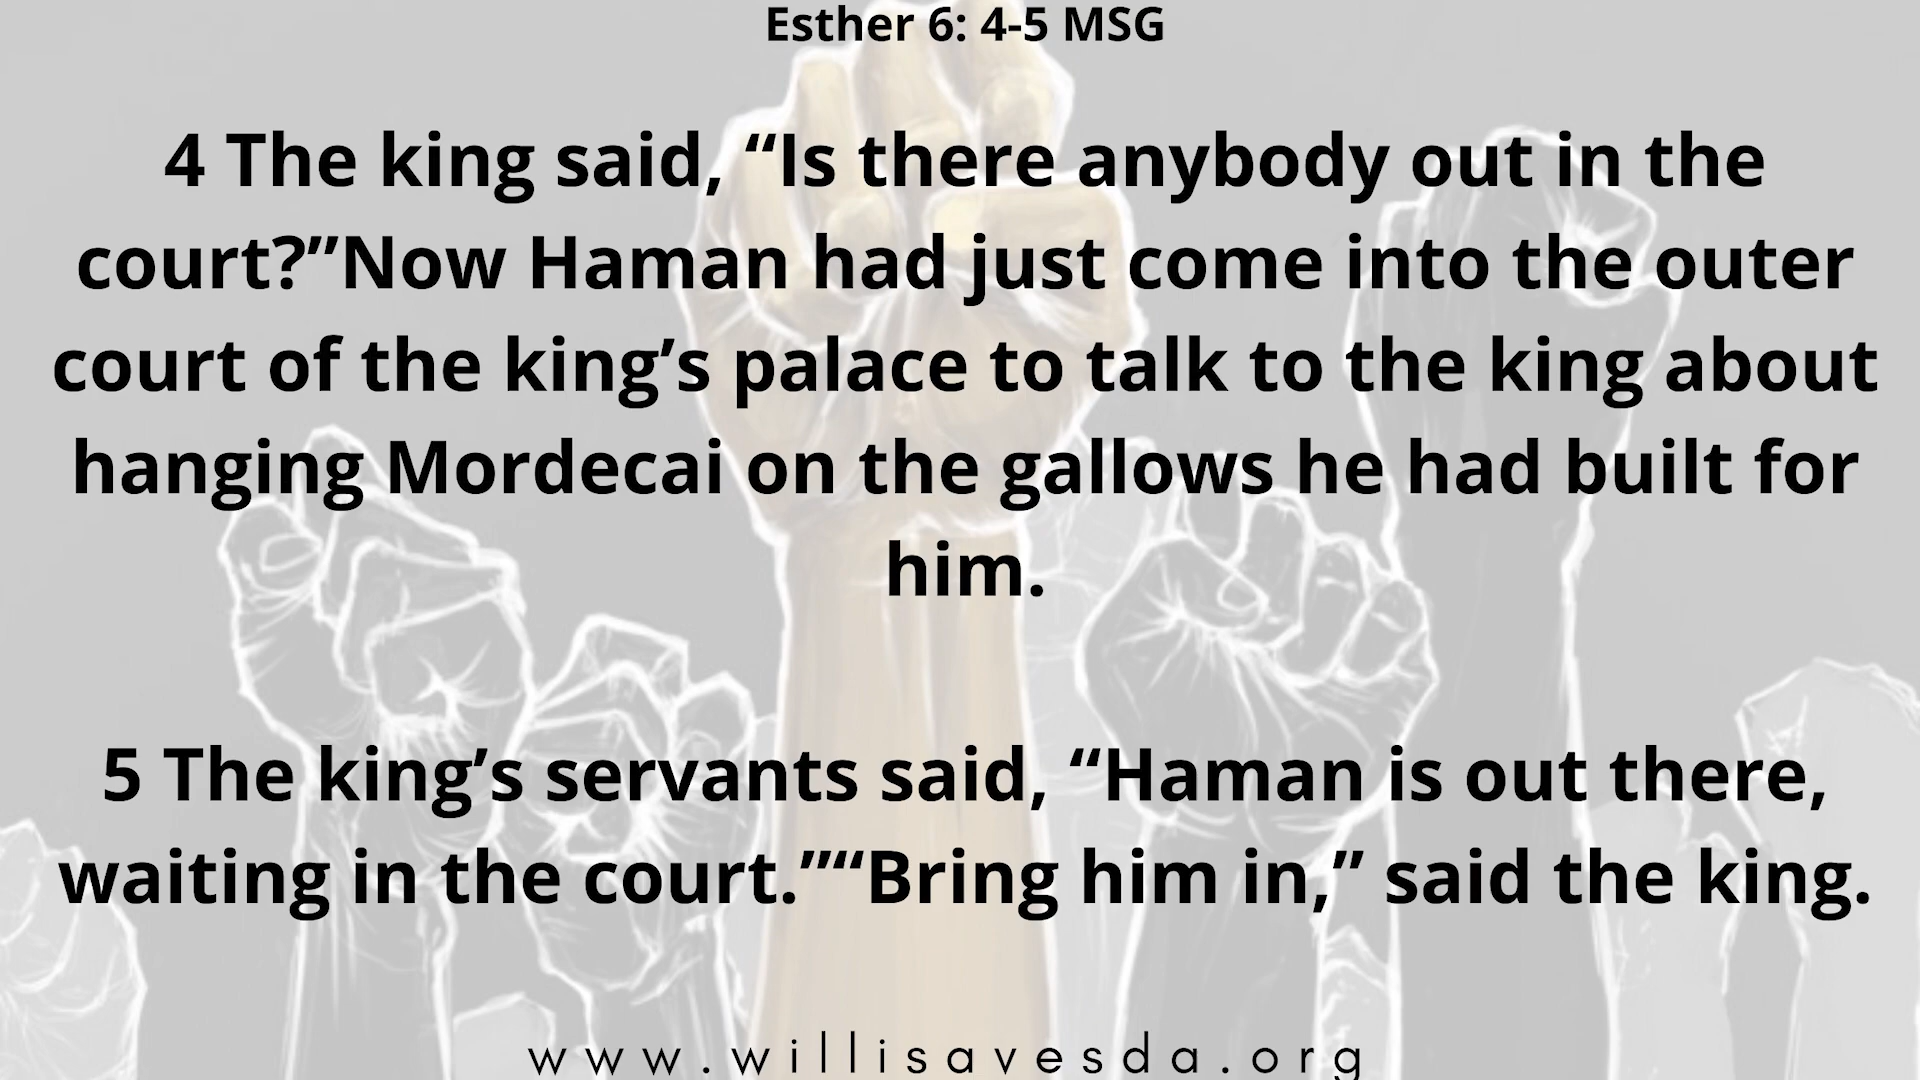 Esther 6: 4-5 MSG
4 The king said, “Is there anybody out in the
court?”Now Haman had just come into the outer
court of the king’s palace to talk to the king about
hanging Mordecai on the gallows he had built for
him.
5 The king’s servants said, “Haman is out there,
waiting in the court.”“Bring him in,” said the king.
www.willisavesda.org